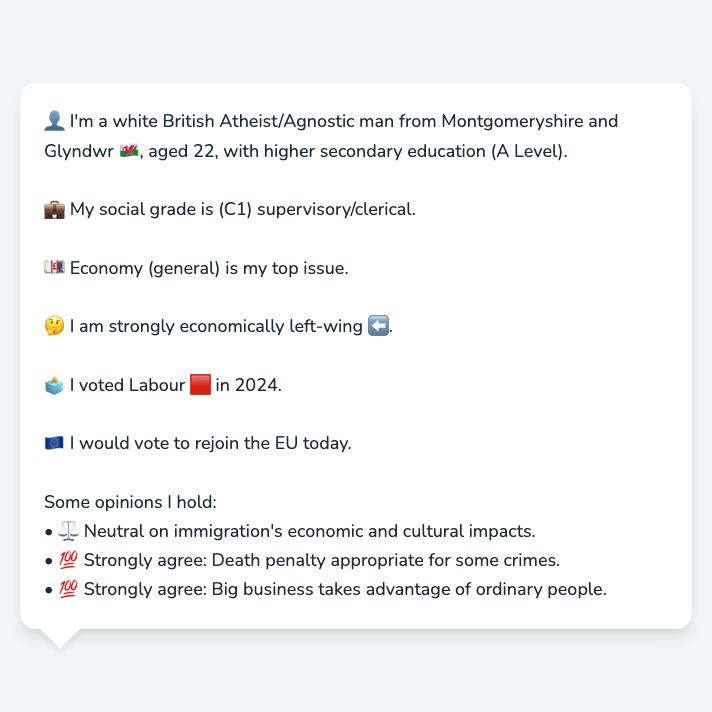 👤 I'm a white British Atheist/Agnostic man from Montgomeryshire and
Glyndwr 🏴󠁧󠁢󠁷󠁬󠁳󠁿, aged 22, with higher secondary education (A Level).
💼 My social grade is (C1) supervisory/clerical.
💷 Economy (general) is my top issue.
🤔 I am strongly economically left-wing ⬅️.
🗳️ I voted Labour 🟥 in 2024.
🇪🇺 I would vote to rejoin the EU today.
Some opinions I hold:
• ⚖️ Neutral on immigration's economic and cultural impacts.
• 💯 Strongly agree: Death penalty appropriate for some crimes.
• 💯 Strongly agree: Big business takes advantage of ordinary people.